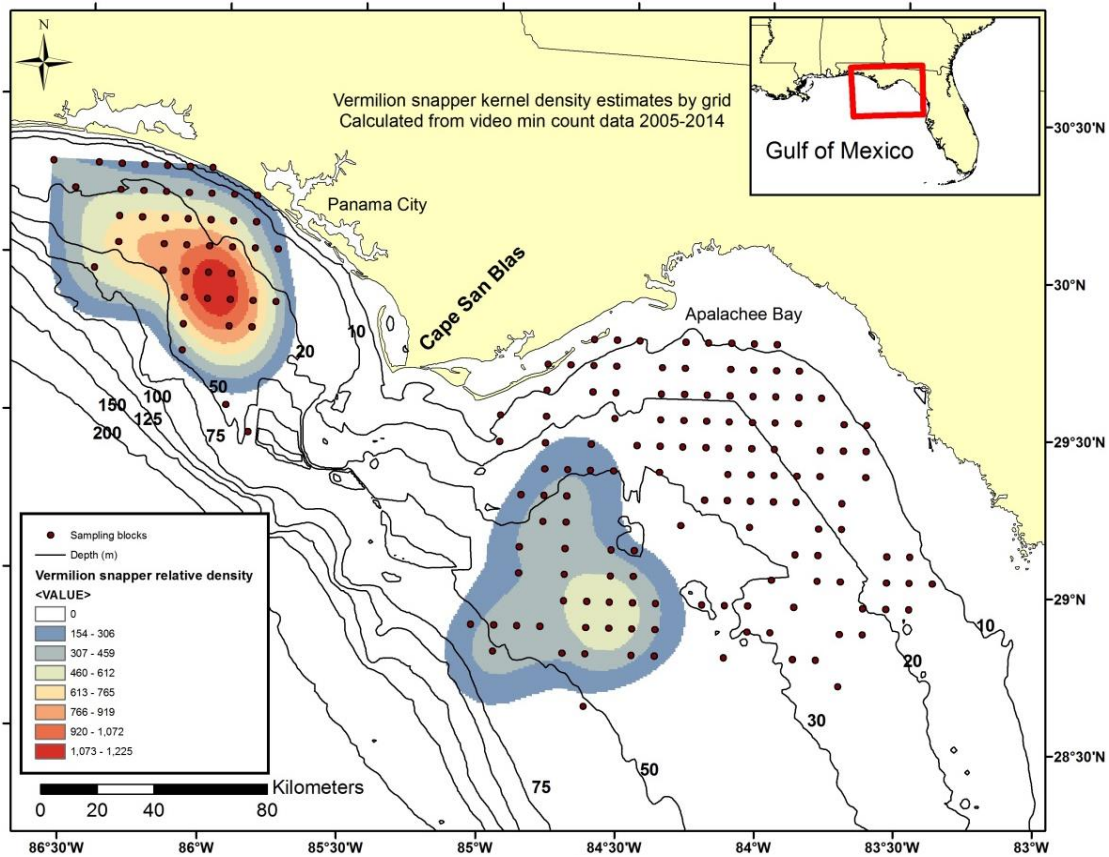 N
Vermilion snapper kernel density estimates by grid
Calculated from video min count data 2005-2014
Gulf of Mexico
30°30'N
Panama City
Cape San Blas
Apalachee Bay
30°N
10
20
50
100
150
125
200
75
29°30'N
Sampling blocks
Depth (m)
Vermilion snapper relative density
<VALUE>
0
154 - 306
307 - 459
460 - 612
613 - 765
766 - 919
920 - 1,072
1,073 - 1,225
29°N
10
20
30
50
75
28°30'N
Kilometers
0 20 40 80
86°30'W 86°W 85°30'W 85°W 84°30'W 84°W 83°30'W 83°W